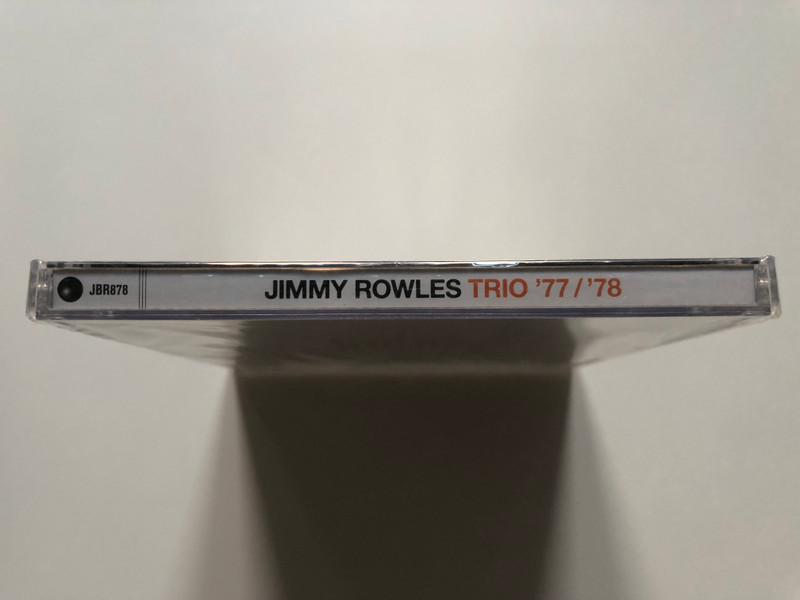 JBR878
JIMMY ROWLES TRIO '77 / '78